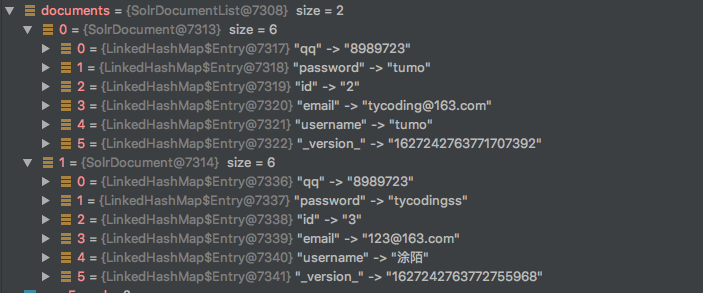 documents = {SolrDocumentList@7308} size = 2
0 = {SolrDocument@7313} size = 6
0 = {LinkedHashMap$Entry@7317} "qq" -> "8989723"
1 = {LinkedHashMap$Entry@7318} "password" -> "tumo"
2 = {LinkedHashMap$Entry@7319} "id" -> "2"
3 = {LinkedHashMap$Entry@7320} "email" -> "tycoding@163.com"
4 = {LinkedHashMap$Entry@7321} "username" -> "tumo"
5 = {LinkedHashMap$Entry@7322} "_version_" -> "1627242763771707392"
1 = {SolrDocument@7314} size = 6
0 = {LinkedHashMap$Entry@7336} "qq" -> "8989723"
1 = {LinkedHashMap$Entry@7337} "password" -> "tycodingss"
2 = {LinkedHashMap$Entry@7338} "id" -> "3"
3 = {LinkedHashMap$Entry@7339} "email" -> "123@163.com"
4 = {LinkedHashMap$Entry@7340} "username" -> "涂陌"
5 = {LinkedHashMap$Entry@7341} "_version_" -> "1627242763772755968"